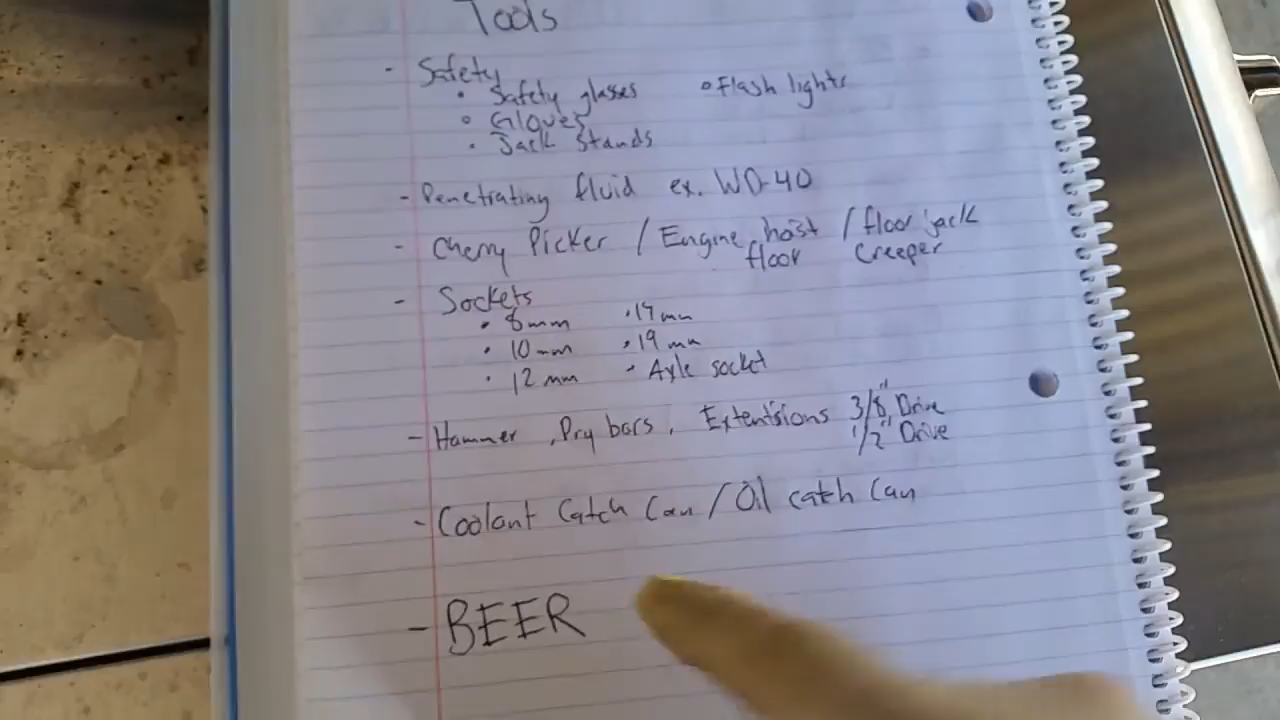 Tools
- Safety
• Safety glasses • Flash lights
• Gloves
• Jack Stands
- Penetrating fluid ex. WD-40
- Cherry Picker / Engine hoist / floor jack
floor creeper
- Sockets
• 8mm • 17mm
• 10mm • 19mm
• 12mm • Axle socket
- Hammer, Pry bars, Extentsions 3/8" Drive
1/2" Drive
- Coolant Catch Can / Oil catch Can
- BEER